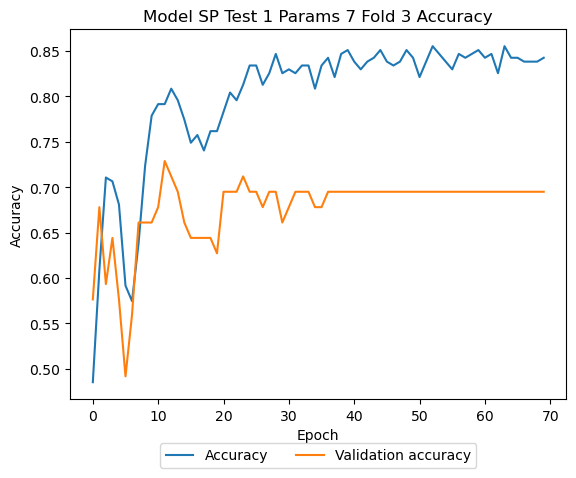 Model SP Test 1 Params 7 Fold 3 Accuracy
0.85
0.80
0.75
0.70
0.65
0.60
0.55
0.50
Accuracy
0 10 20 30 40 50 60 70
Epoch
Accuracy Validation accuracy